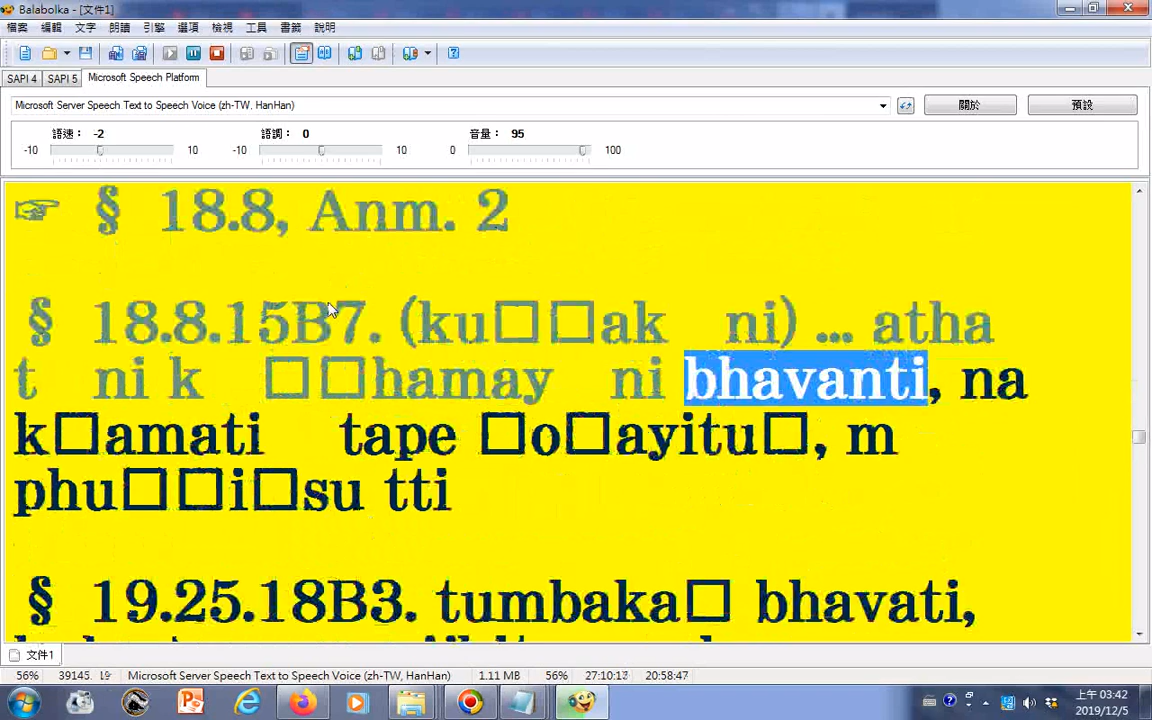 Balabolka - [文件1]
檔案 編輯 文字 朗讀 引擎 選項 檢視 工具 書籤 說明
SAPI 4 SAPI 5 Microsoft Speech Platform
Microsoft Server Speech Text to Speech Voice (zh-TW, HanHan) 關於 預設
語速： -2 語調： 0 音量： 95
-10 10 -10 10 0 100
☞ § 18.8, Anm. 2
§ 18.8.15B7. (ku□□ak ni) ... atha
t ni k □□hamay ni bhavanti, na
k□amati tape □o□ayitu□, m
phu□□i□su tti
§ 19.25.18B3. tumbaka□ bhavati,
文件1
56% 39145. Microsoft Server Speech Text to Speech Voice (zh-TW, HanHan) 1.11 MB 56% 27:10:13 20:58:47
上午 03:42
2019/12/5